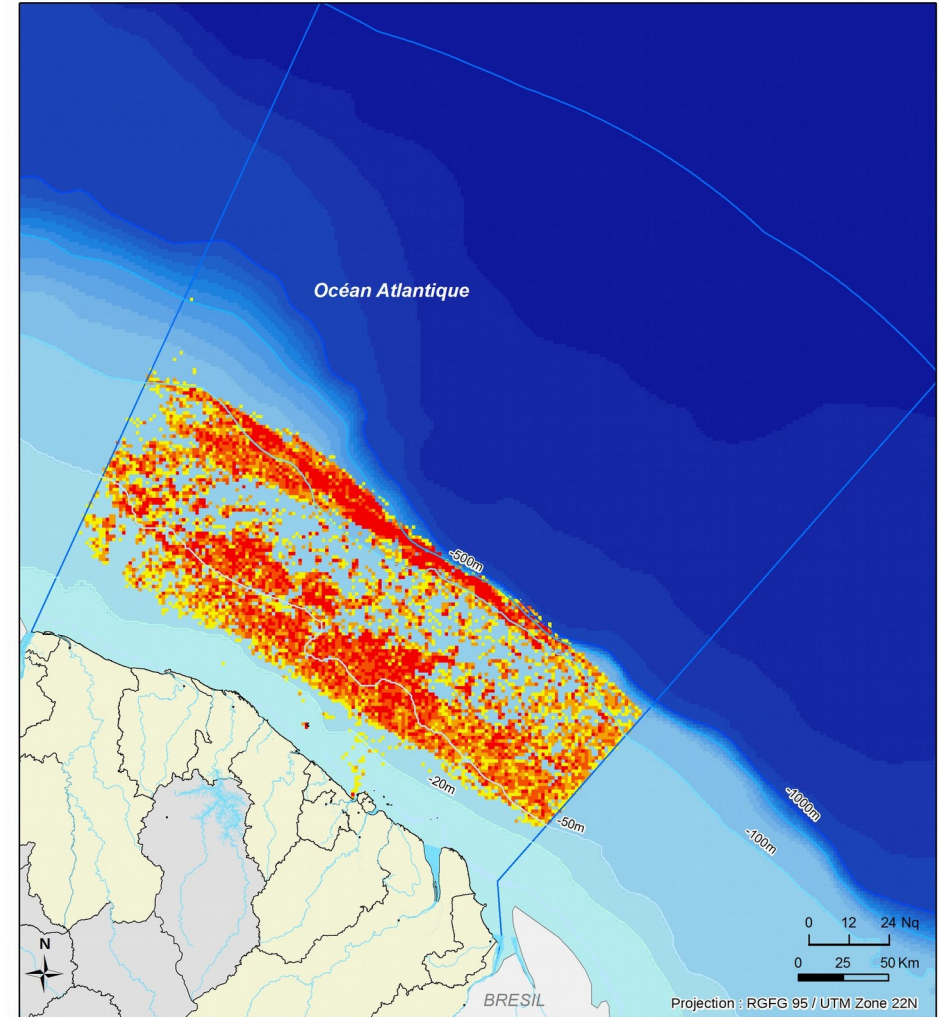 Océan Atlantique
-500m
-20m
-50m
-1000m
-100m
0 12 24 Nq
0 25 50 Km
N
BRESIL
Projection : RGFG 95 / UTM Zone 22N